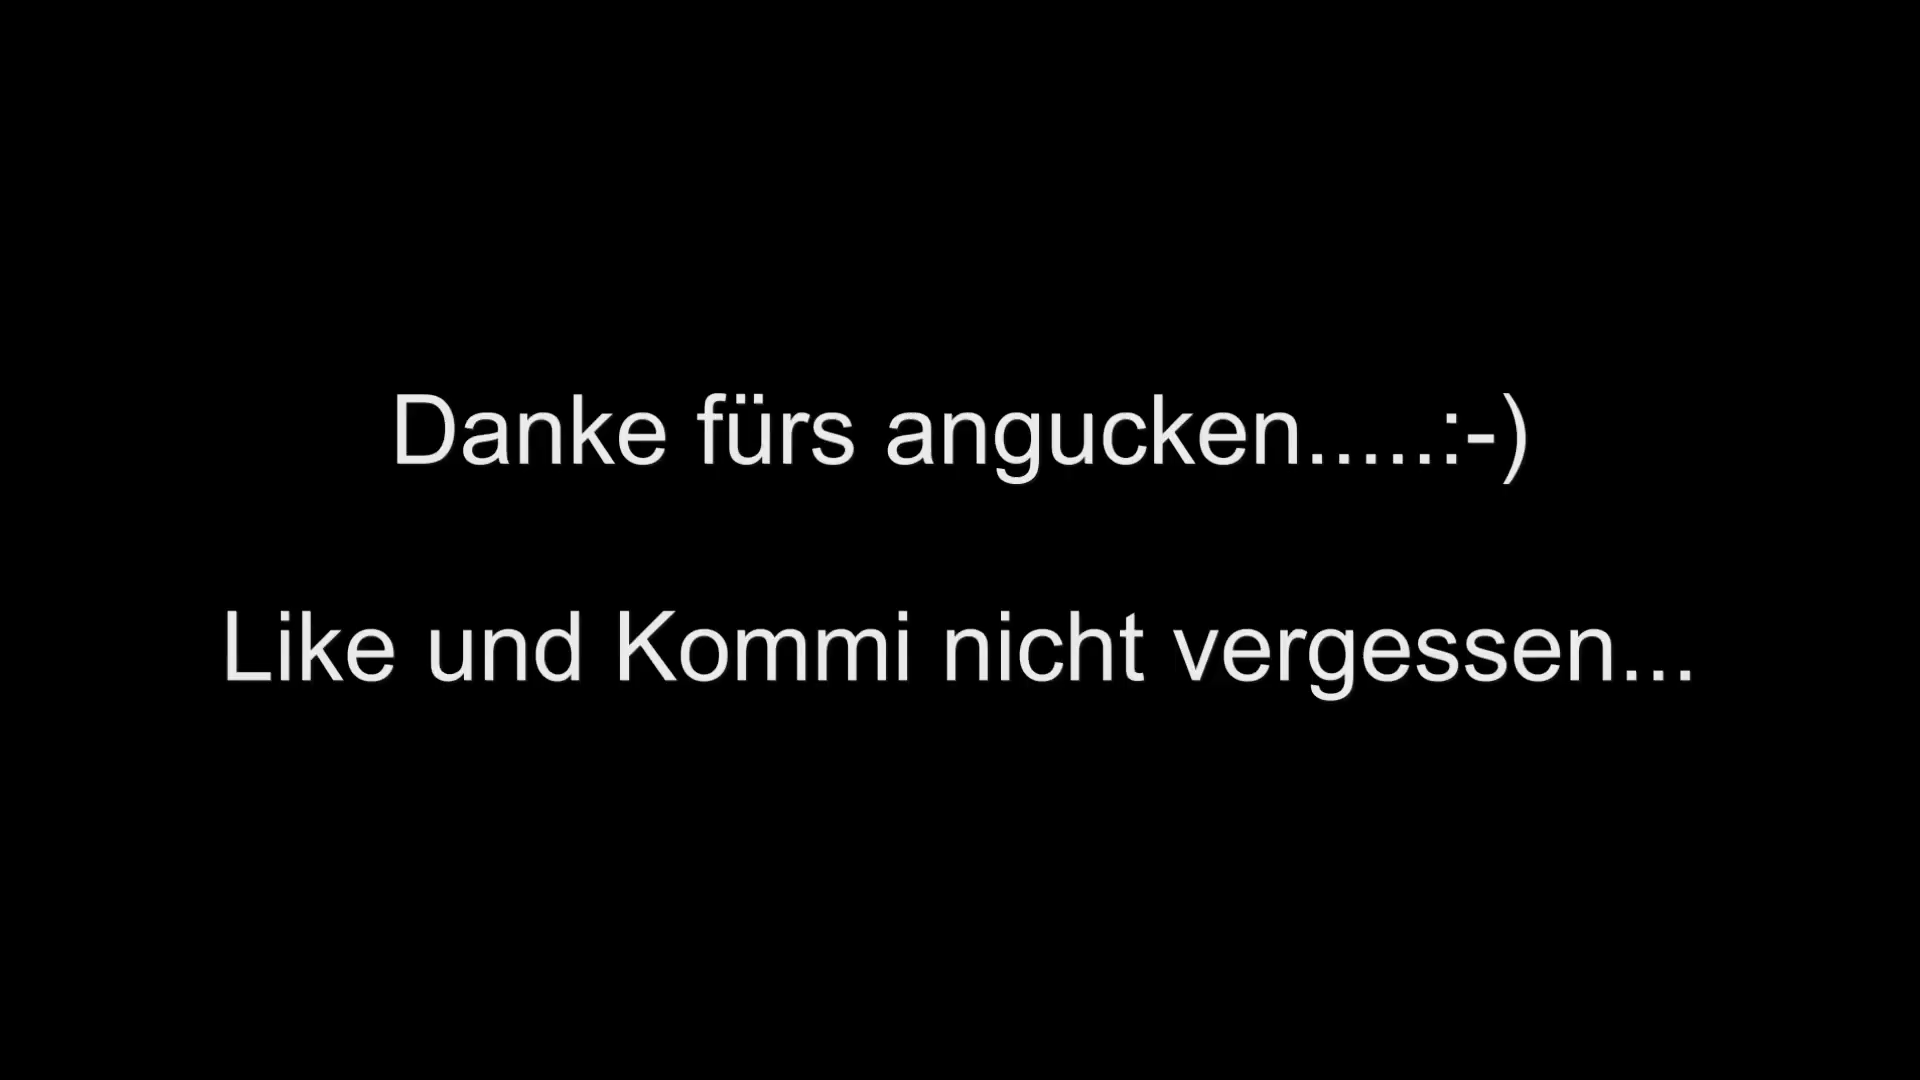 Danke fürs angucken.....:-)
Like und Kommi nicht vergessen...